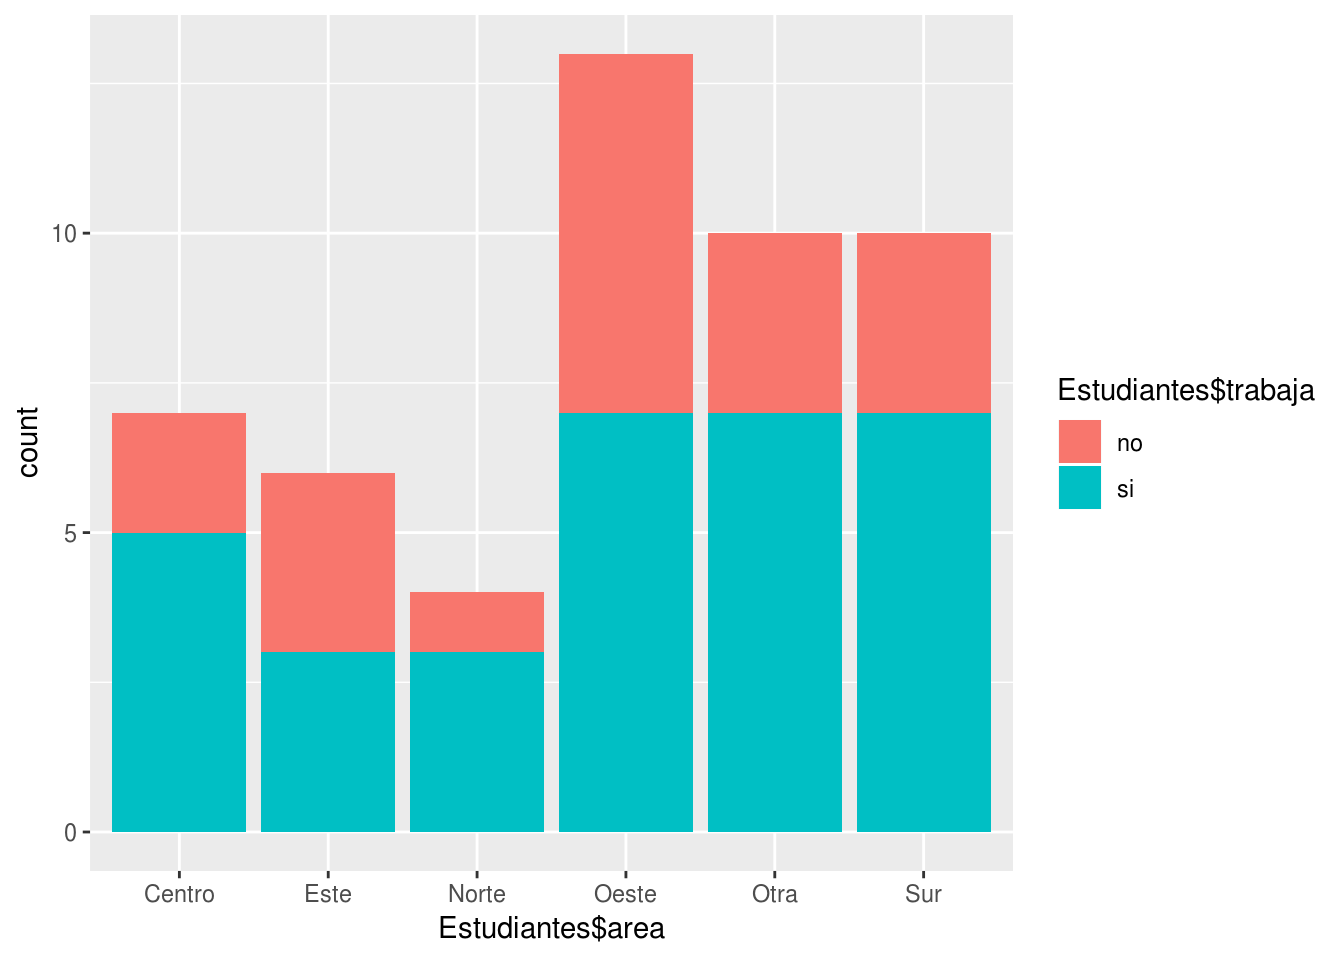 count
10
5
0
Centro
Este
Norte
Oeste
Otra
Sur
Estudiantes$area
Estudiantes$trabaja
no
si